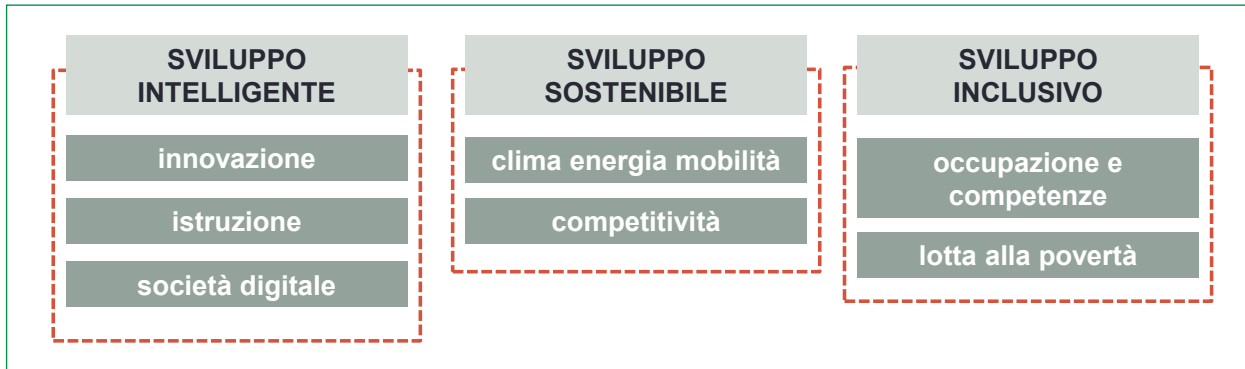 SVILUPPO
INTELLIGENTE
innovazione
istruzione
società digitale
SVILUPPO
SOSTENIBILE
clima energia mobilità
competitività
SVILUPPO
INCLUSIVO
occupazione e
competenze
lotta alla povertà